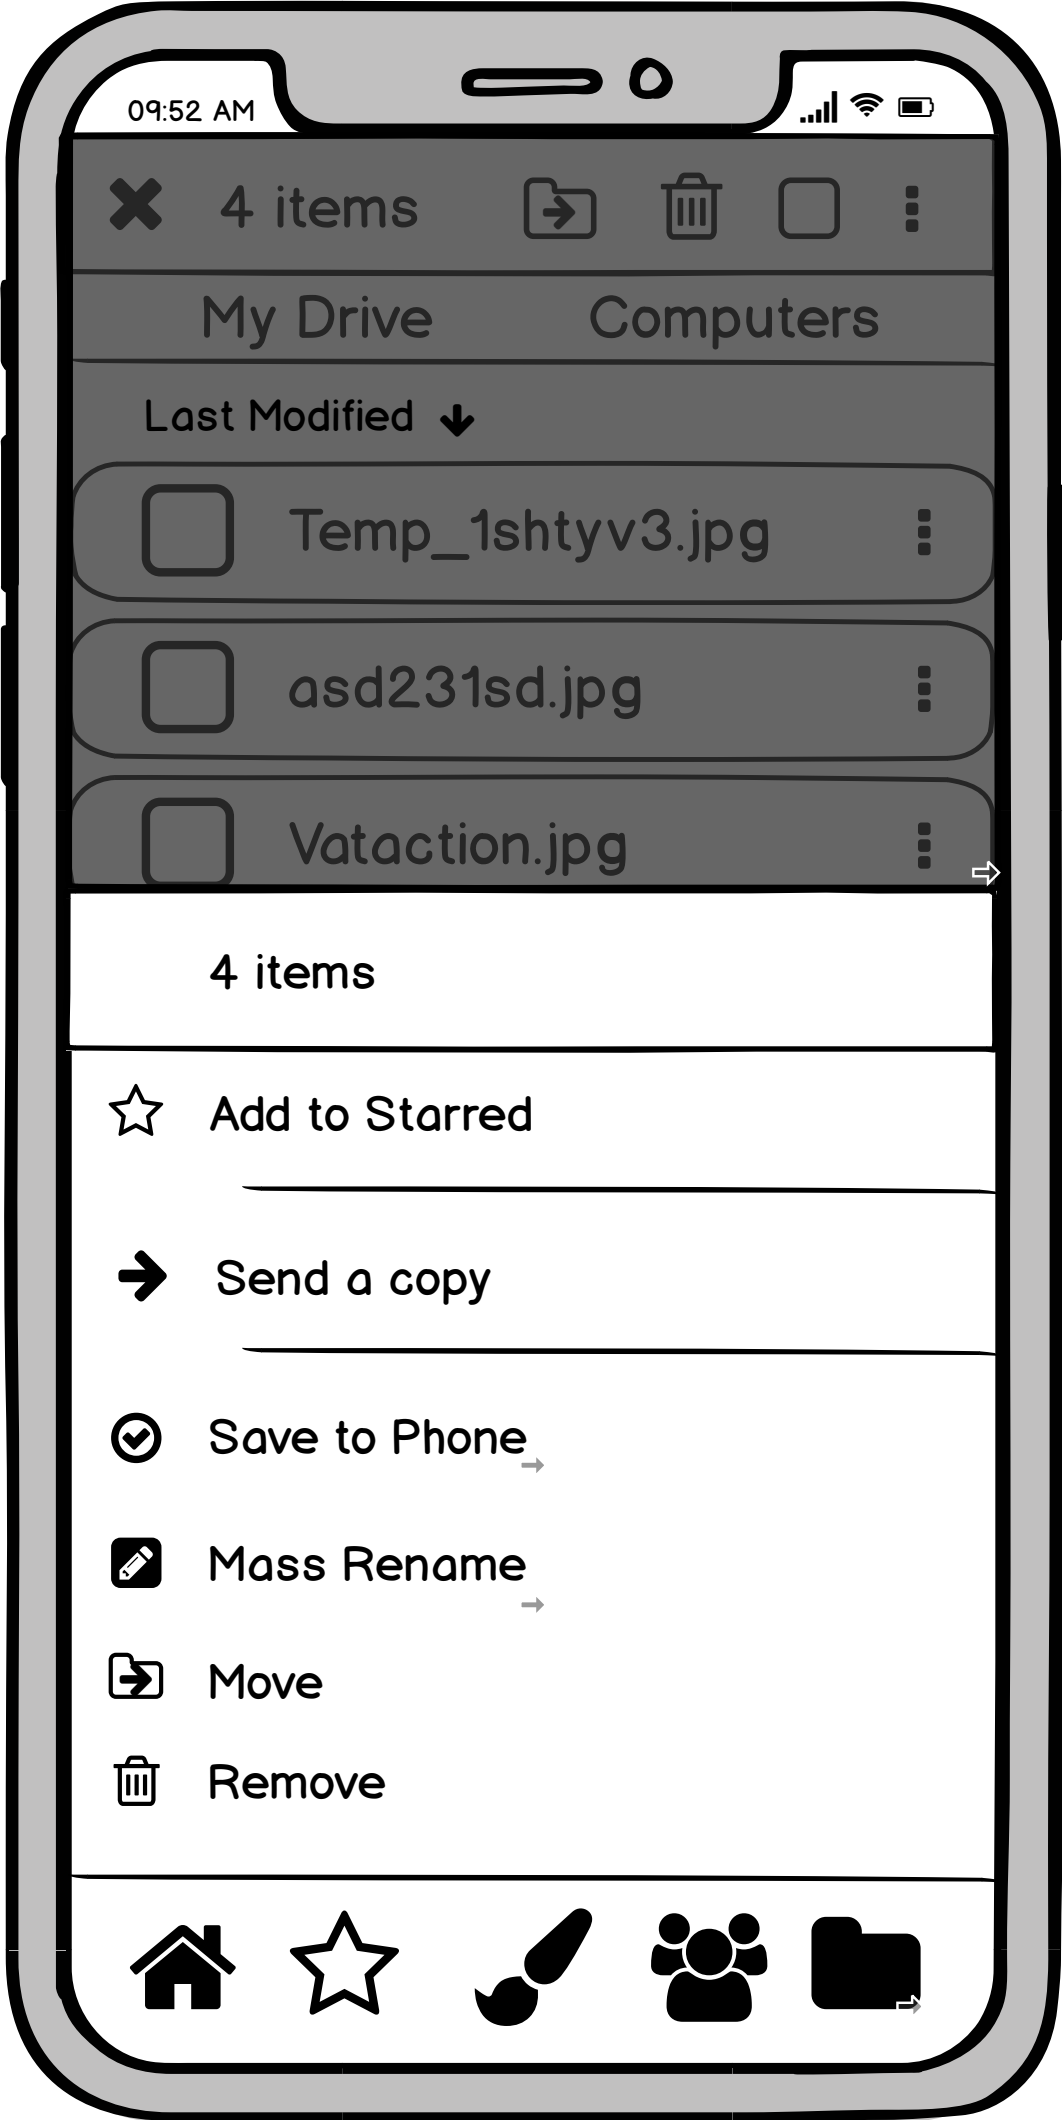 09:52 AM
4 items
My Drive Computers
Last Modified
Temp_1shtyv3.jpg
asd231sd.jpg
Vataction.jpg
4 items
Add to Starred
Send a copy
Save to Phone
Mass Rename
Move
Remove